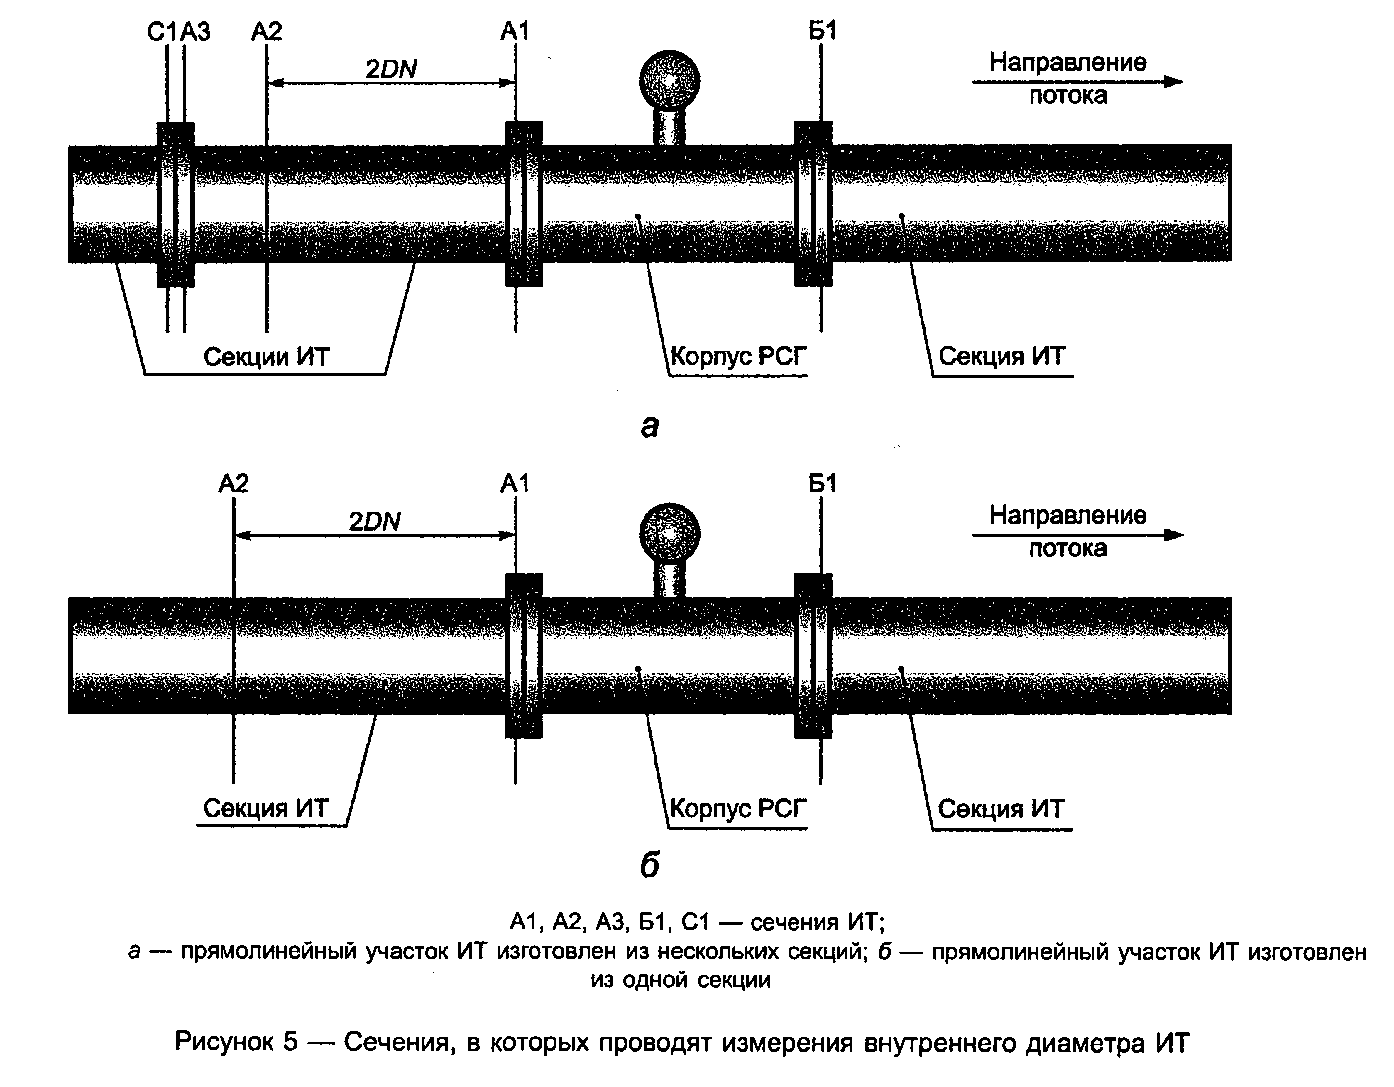 С1 А3 А2 А1 Б1
2DN
Направление
потока
Секции ИТ
Корпус РСГ
Секция ИТ
а
А2 А1 Б1
2DN
Направление
потока
Секция ИТ
Корпус РСГ
Секция ИТ
б
А1, А2, А3, Б1, С1 — сечения ИТ;
а — прямолинейный участок ИТ изготовлен из нескольких секций; б — прямолинейный участок ИТ изготовлен
из одной секции
Рисунок 5 — Сечения, в которых проводят измерения внутреннего диаметра ИТ